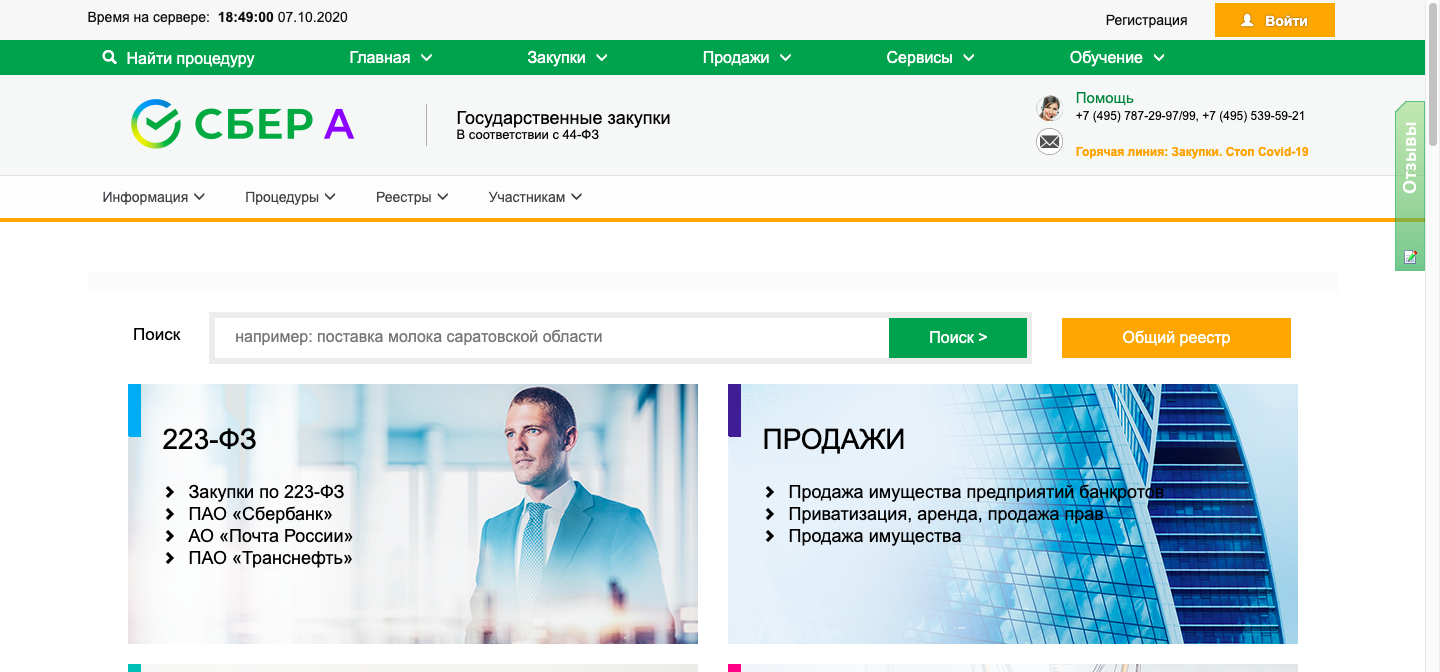 Время на сервере: 18:49:00 07.10.2020
Регистрация
Войти
Найти процедуру
Главная
Закупки
Продажи
Сервисы
Обучение
СБЕР А
Государственные закупки
В соответствии с 44-ФЗ
Помощь
+7 (495) 787-29-97/99, +7 (495) 539-59-21
Горячая линия: Закупки. Стоп Covid-19
Отзывы
Информация
Процедуры
Реестры
Участникам
Поиск
например: поставка молока саратовской области
Поиск >
Общий реестр
223-ФЗ
Закупки по 223-ФЗ
ПАО «Сбербанк»
АО «Почта России»
ПАО «Транснефть»
ПРОДАЖИ
Продажа имущества предприятий банкротов
Приватизация, аренда, продажа прав
Продажа имущества